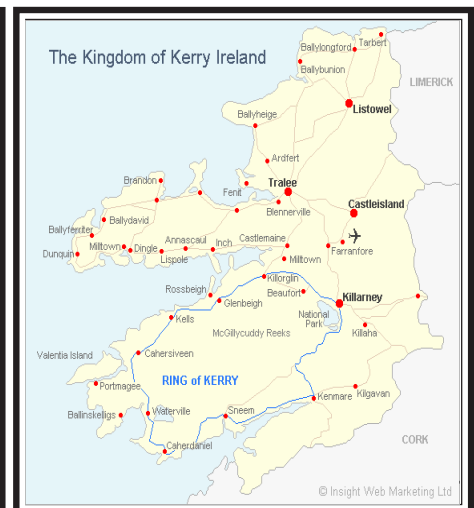 The Kingdom of Kerry Ireland
Ballylongford
Tarbert
Ballybunion
LIMERICK
Listowel
Ballyheige
Ardfert
Brandon
Fenit
Tralee
Castleisland
Blennerville
Ballydavid
Ballyferriter
Milltown
Dingle
Annascaul
Inch
Castlemaine
Farranfore
Dunquin
Lispole
Milltown
Killorglin
Rossbeigh
Beaufort
Glenbeigh
Killarney
Kells
National
Park
McGillycuddy Reeks
Killaha
Valentia Island
Cahersiveen
Portmagee
RING of KERRY
Kenmare
Kilgavan
Ballinskelligs
Waterville
Sneem
Caherdaniel
CORK
© Insight Web Marketing Ltd